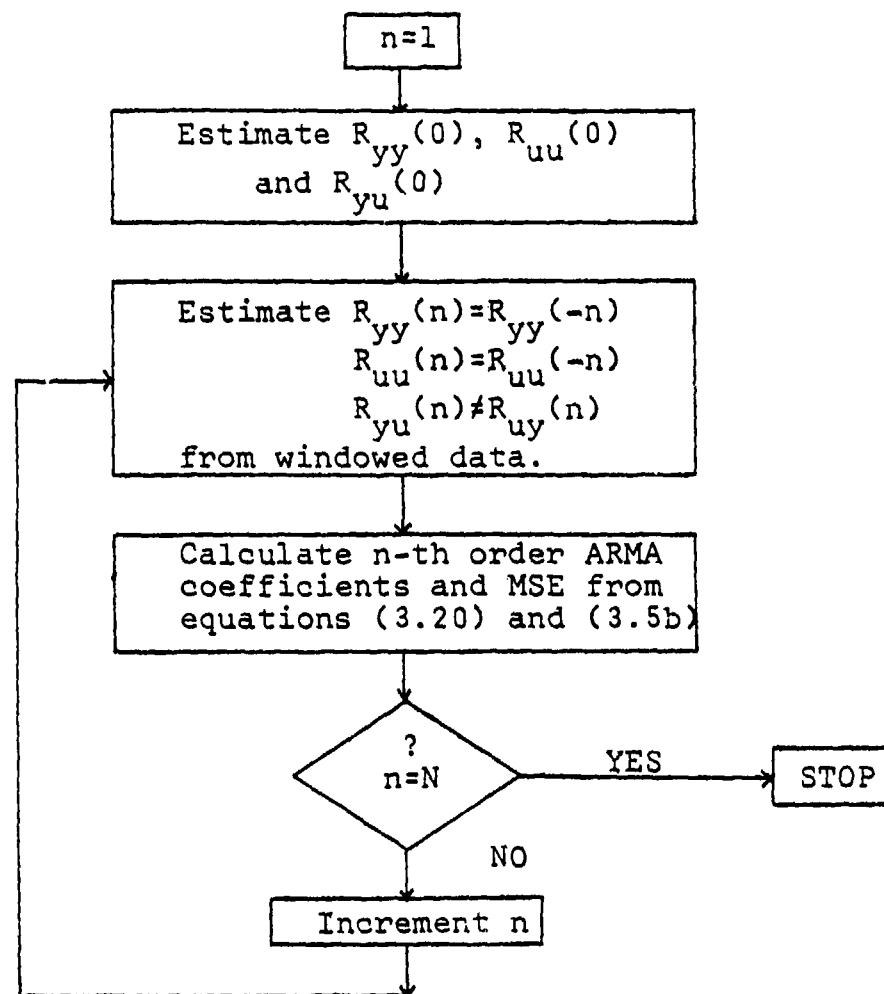 n=1
Estimate R_yy(0), R_uu(0)
and R_yu(0)
Estimate R_yy(n)=R_yy(-n)
R_uu(n)=R_uu(-n)
R_yu(n)≠R_uy(n)
from windowed data.
Calculate n-th order ARMA
coefficients and MSE from
equations (3.20) and (3.5b)
?
n=N
YES
STOP
NO
Increment n